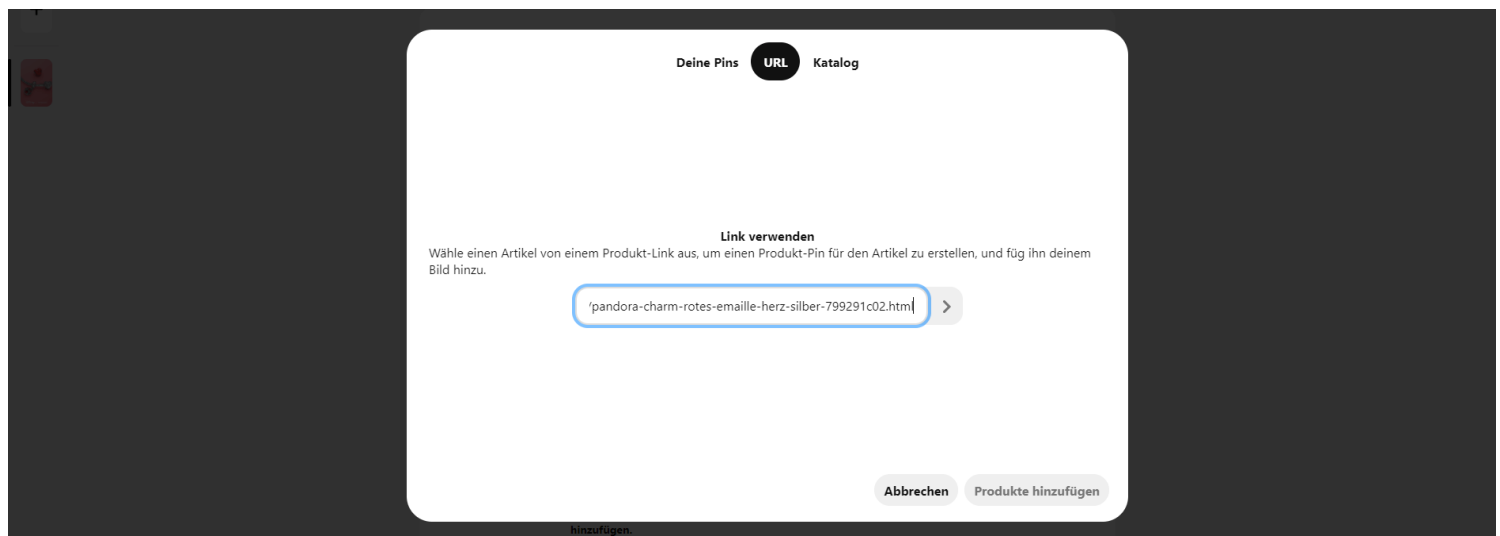 Deine Pins URL Katalog
Link verwenden
Wähle einen Artikel von einem Produkt-Link aus, um einen Produkt-Pin für den Artikel zu erstellen, und füg ihn deinem
Bild hinzu.
/pandora-charm-rotes-emaille-herz-silber-799291c02.html
Abbrechen Produkte hinzufügen
hinzufügen.